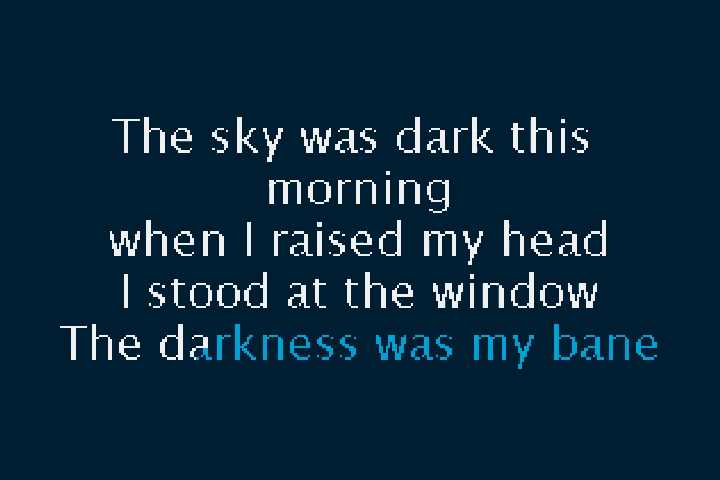 The sky was dark this
morning
when I raised my head
I stood at the window
The darkness was my bane